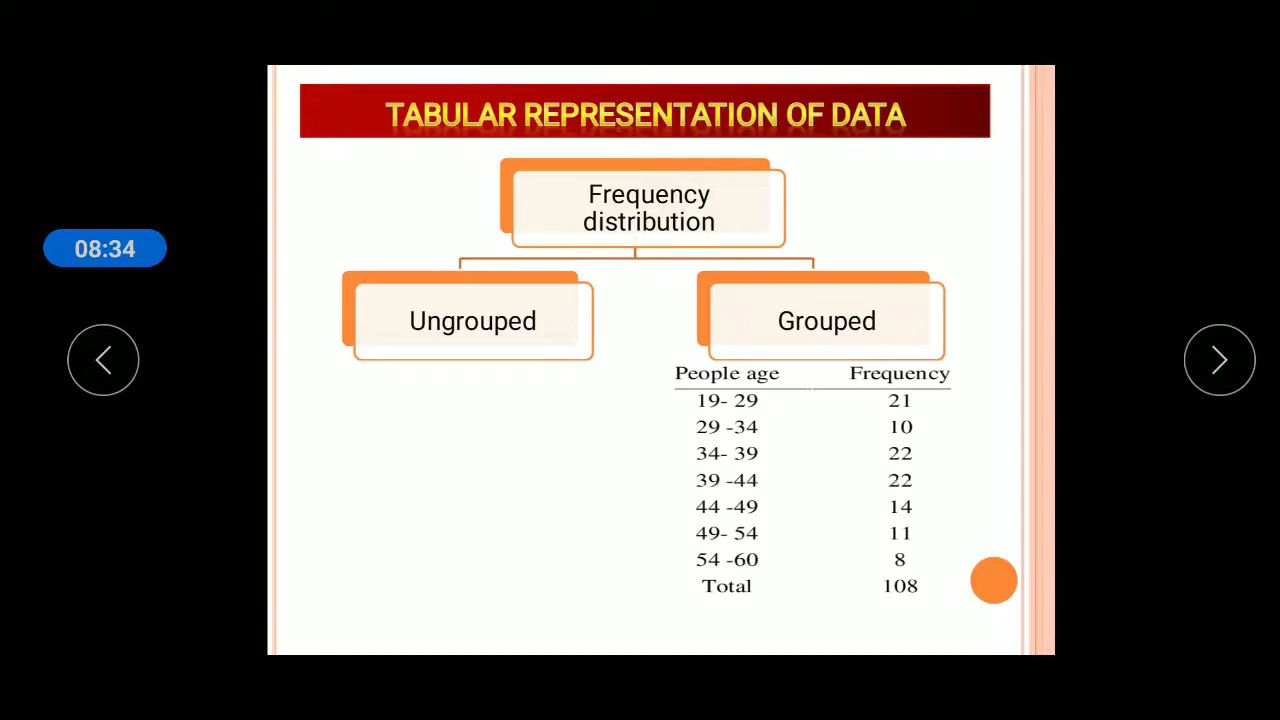 TABULAR REPRESENTATION OF DATA
Frequency
distribution
08:34
Ungrouped
Grouped
People age Frequency
19- 29 21
29 -34 10
34- 39 22
39 -44 22
44 -49 14
49- 54 11
54 -60 8
Total 108